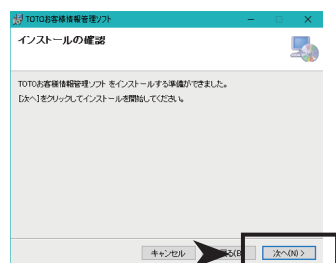 TOTOお客様情報管理ソフト
インストールの確認
TOTOお客様情報管理ソフト をインストールする準備ができました。
[次へ]をクリックしてインストールを開始してください。
キャンセル
次へ(N) >